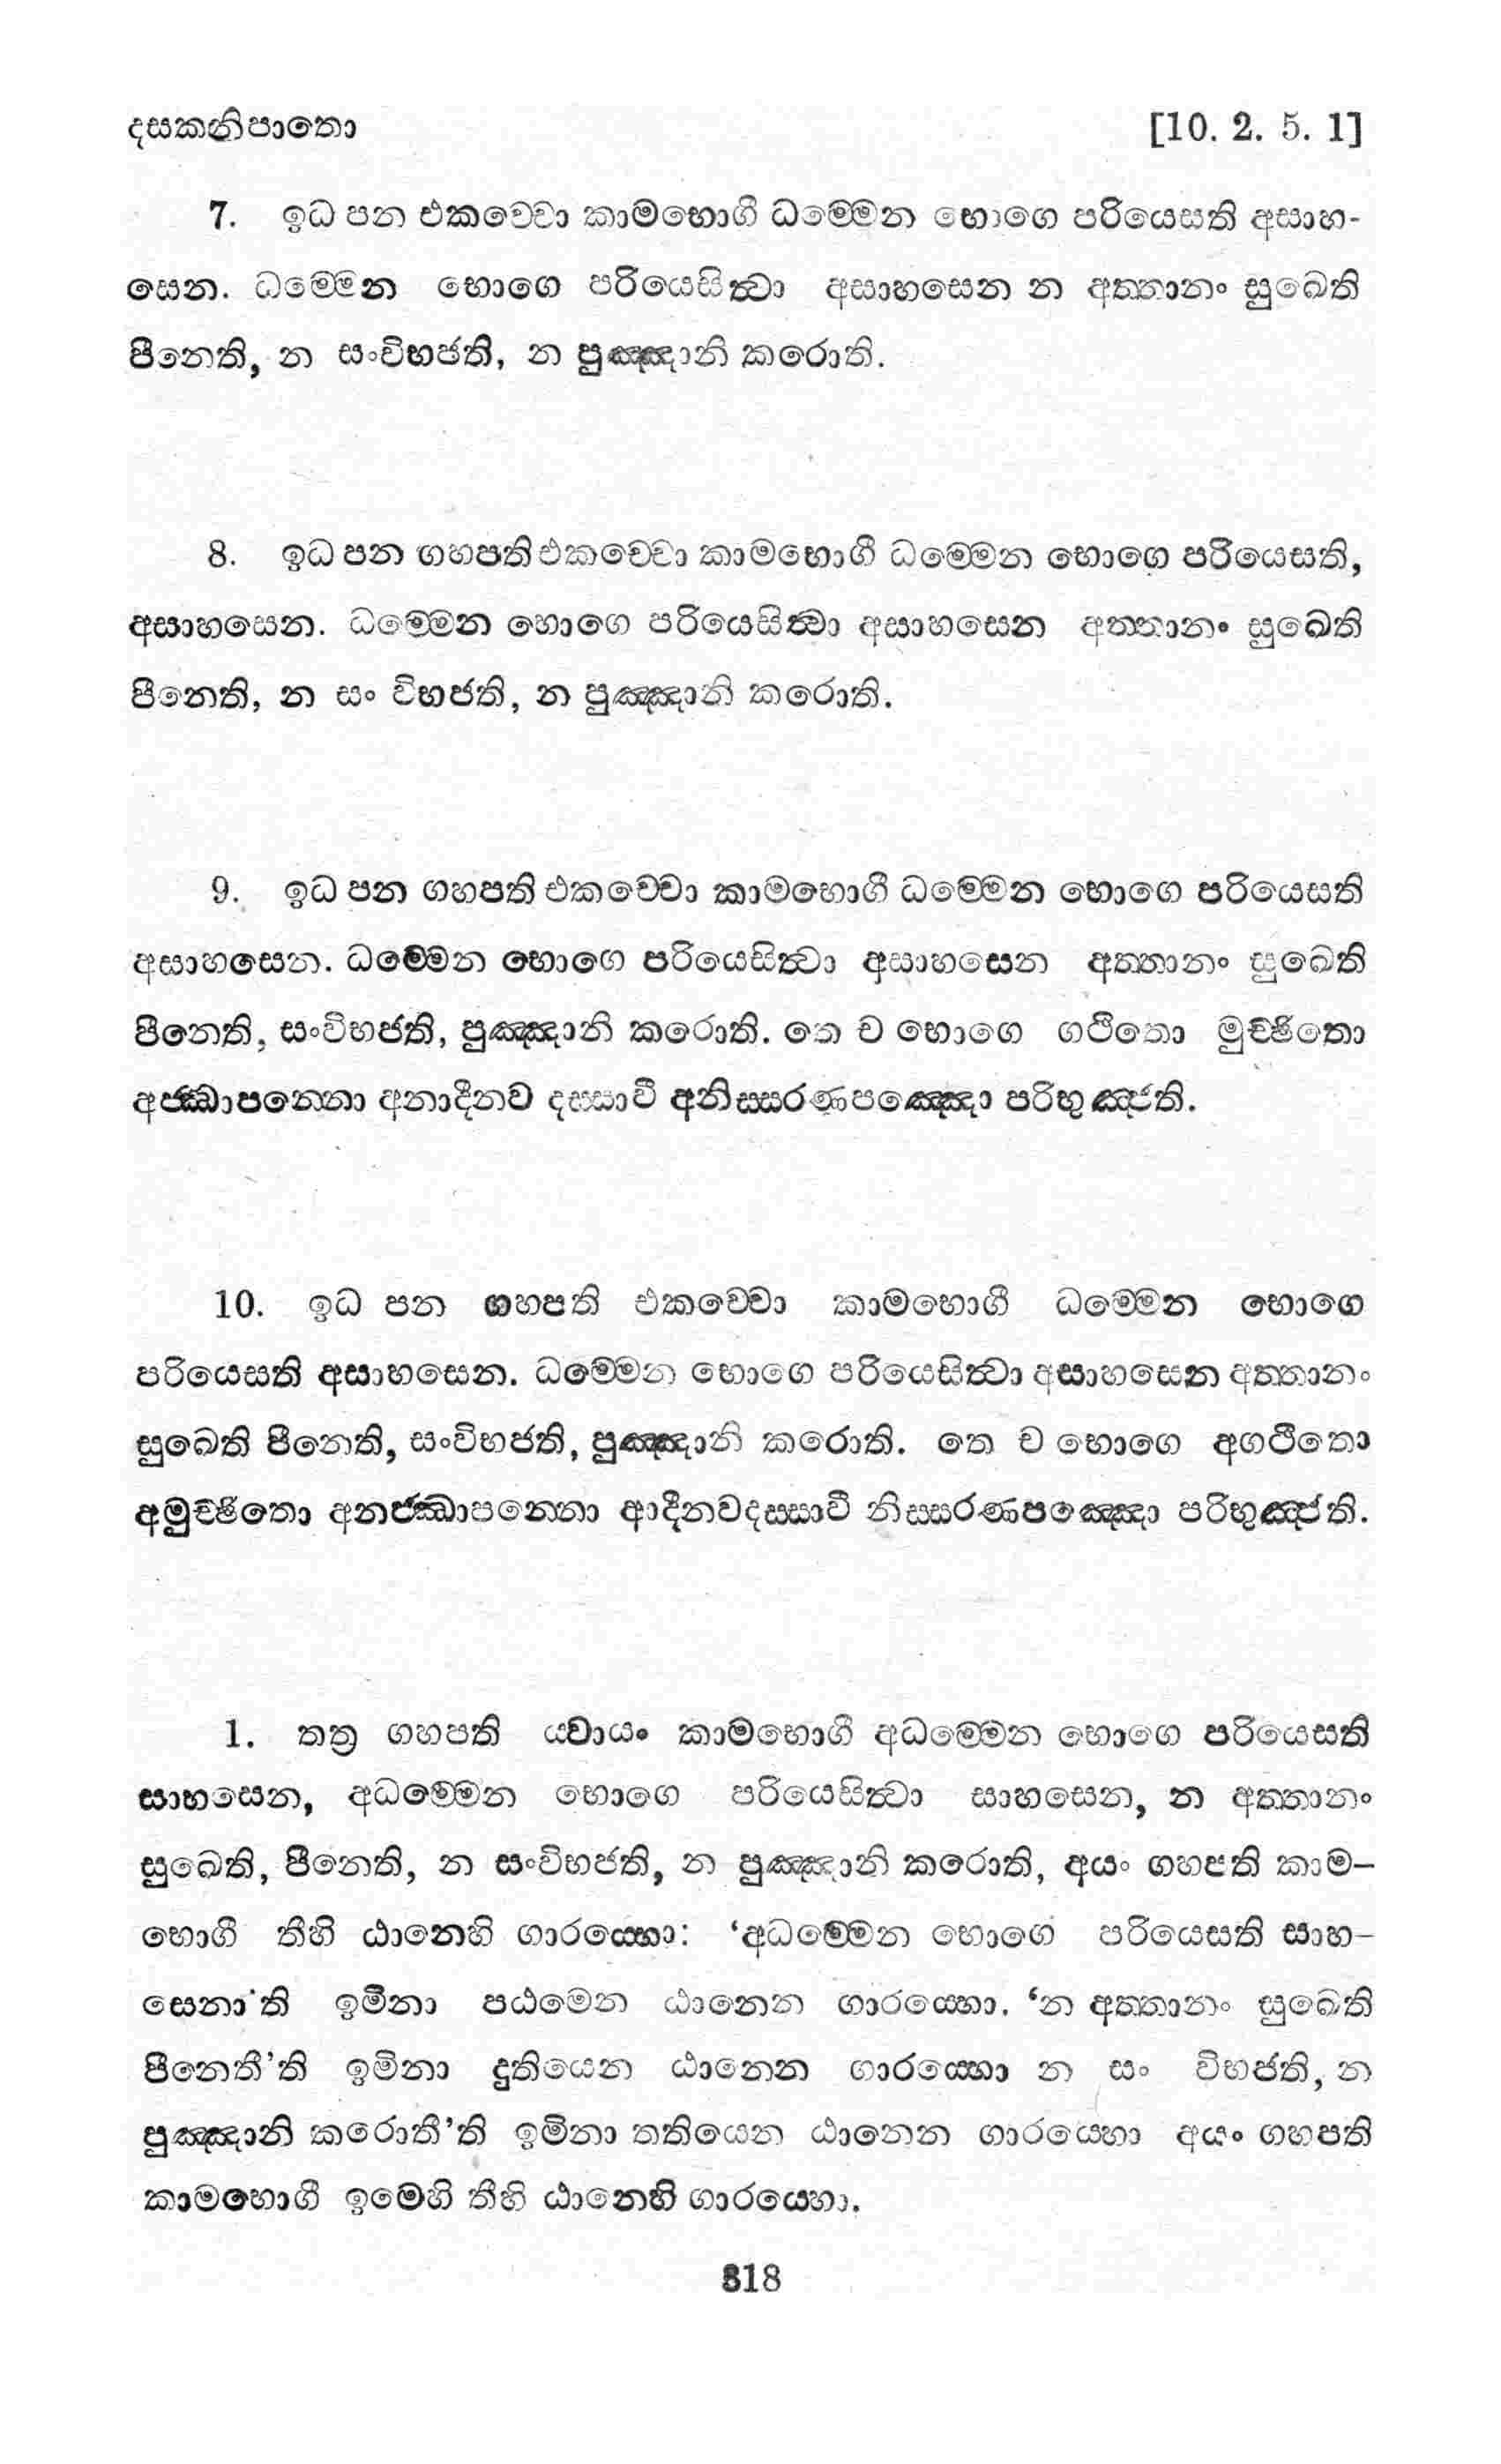 දසකනිපාතො [10. 2. 5. 1]
7. ඉධ පන එකච්චො කාමභොගී ධම්මෙන භොගෙ පරියෙසති අසාහ-
සෙන. ධම්මෙන භොගෙ පරියෙසිත්‍වා අසාහසෙන න අත්තානං සුඛෙති
පීනෙති, න සංවිභජති, න පුඤ්ඤානි කරොති.
8. ඉධ පන ගහපති එකච්චො කාමභොගී ධම්මෙන භොගෙ පරියෙසති,
අසාහසෙන. ධම්මෙන හොගෙ පරියෙසිත්‍වා අසාහසෙන අත්තානං සුඛෙති
පීනෙති, න සං විභජති, න පුඤ්ඤානි කරොති.
9. ඉධ පන ගහපති එකච්චො කාමභොගී ධම්මෙන භොගෙ පරියෙසති
අසාහසෙන. ධම්මෙන භොගෙ පරියෙසිත්‍වා අසාහසෙන අත්තානං සුඛෙති
පීනෙති, සංවිභජති, පුඤ්ඤානි කරොති. තෙ ච භොගෙ ගථිතො මුච්ඡිතො
අජ්ඣාපන්නො අනාදීනව දස්සාවී අනිස්සරණපඤ්ඤො පරිභුඤ්ජති.
10. ඉධ පන ගහපති එකච්චො කාමභොගී ධම්මෙන භොගෙ
පරියෙසති අසාහසෙන. ධම්මෙන භොගෙ පරියෙසිත්‍වා අසාහසෙන අත්තානං
සුඛෙති පීනෙති, සංවිභජති, පුඤ්ඤානි කරොති. තෙ ච භොගෙ අගථිතො
අමුච්ඡිතො අනජ්ඣාපන්නො ආදීනවදස්සාවී නිස්සරණපඤ්ඤො පරිභුඤ්ජති.
1. තත්‍ර ගහපති ය්වායං කාමභොගී අධම්මෙන භොගෙ පරියෙසති
සාහසෙන, අධම්මෙන භොගෙ පරියෙසිත්‍වා සාහසෙන, න අත්තානං
සුඛෙති, පීනෙති, න සංවිභජති, න පුඤ්ඤානි කරොති, අයං ගහපති කාම-
භොගී තීහි ඨානෙහි ගාරය්හො: ‘අධම්මෙන භොගෙ පරියෙසති සාහ-
සෙනා’ති ඉමිනා පඨමෙන ඨානෙන ගාරය්හො. ‘න අත්තානං සුඛෙති
පීනෙතී’ති ඉමිනා දුතියෙන ඨානෙන ගාරය්හො න සං විභජති, න
පුඤ්ඤානි කරොතී’ති ඉමිනා තතියෙන ඨානෙන ගාරය්හො අයං ගහපති
කාමභොගී ඉමෙහි තීහි ඨානෙහි ගාරය්හො.
318